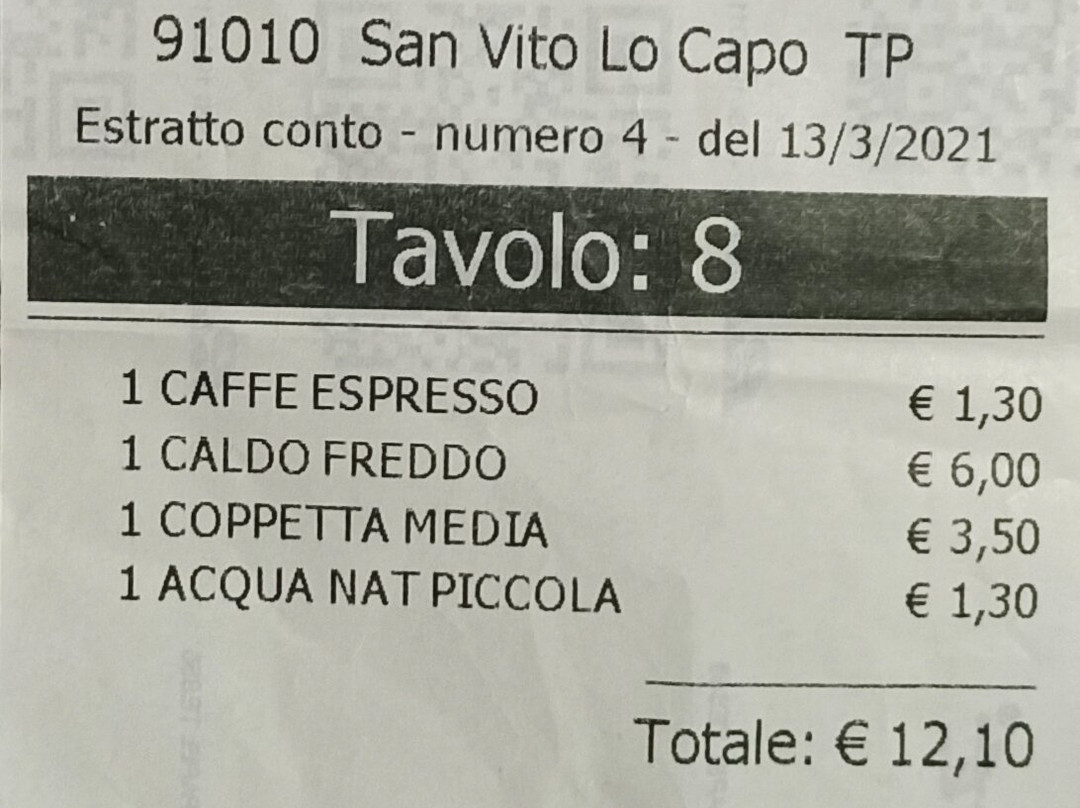 91010 San Vito Lo Capo TP
Estratto conto - numero 4 - del 13/3/2021
Tavolo: 8
1 CAFFE ESPRESSO € 1,30
1 CALDO FREDDO € 6,00
1 COPPETTA MEDIA € 3,50
1 ACQUA NAT PICCOLA € 1,30
Totale: € 12,10